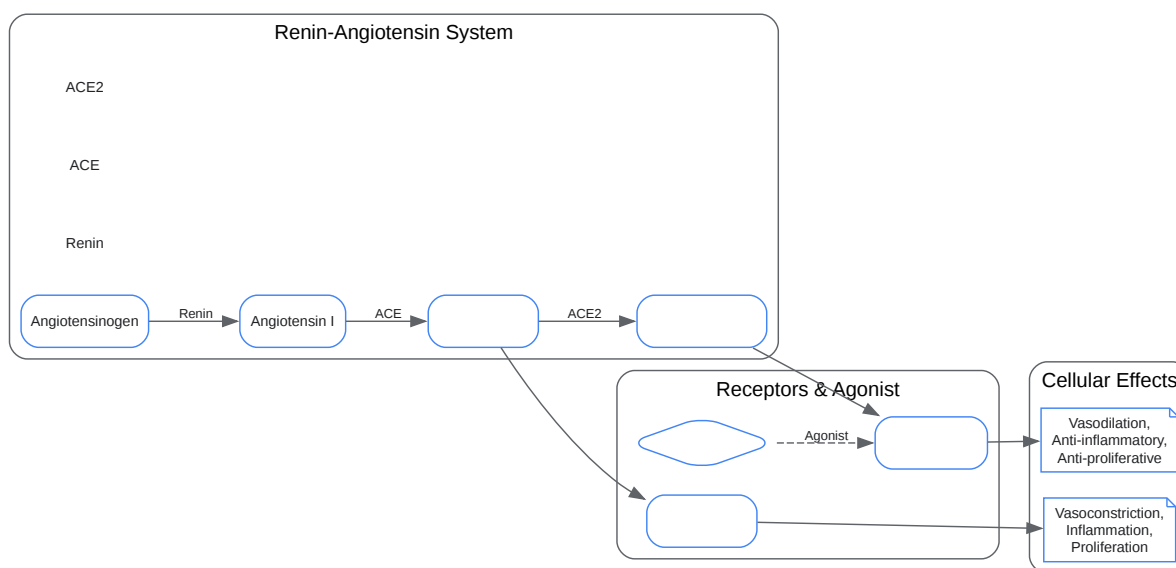 Renin-Angiotensin System
ACE2
ACE
Renin
Angiotensinogen
Renin
Angiotensin I
ACE
ACE2
Receptors & Agonist
Agonist
Cellular Effects
Vasodilation,
Anti-inflammatory,
Anti-proliferative
Vasoconstriction,
Inflammation,
Proliferation